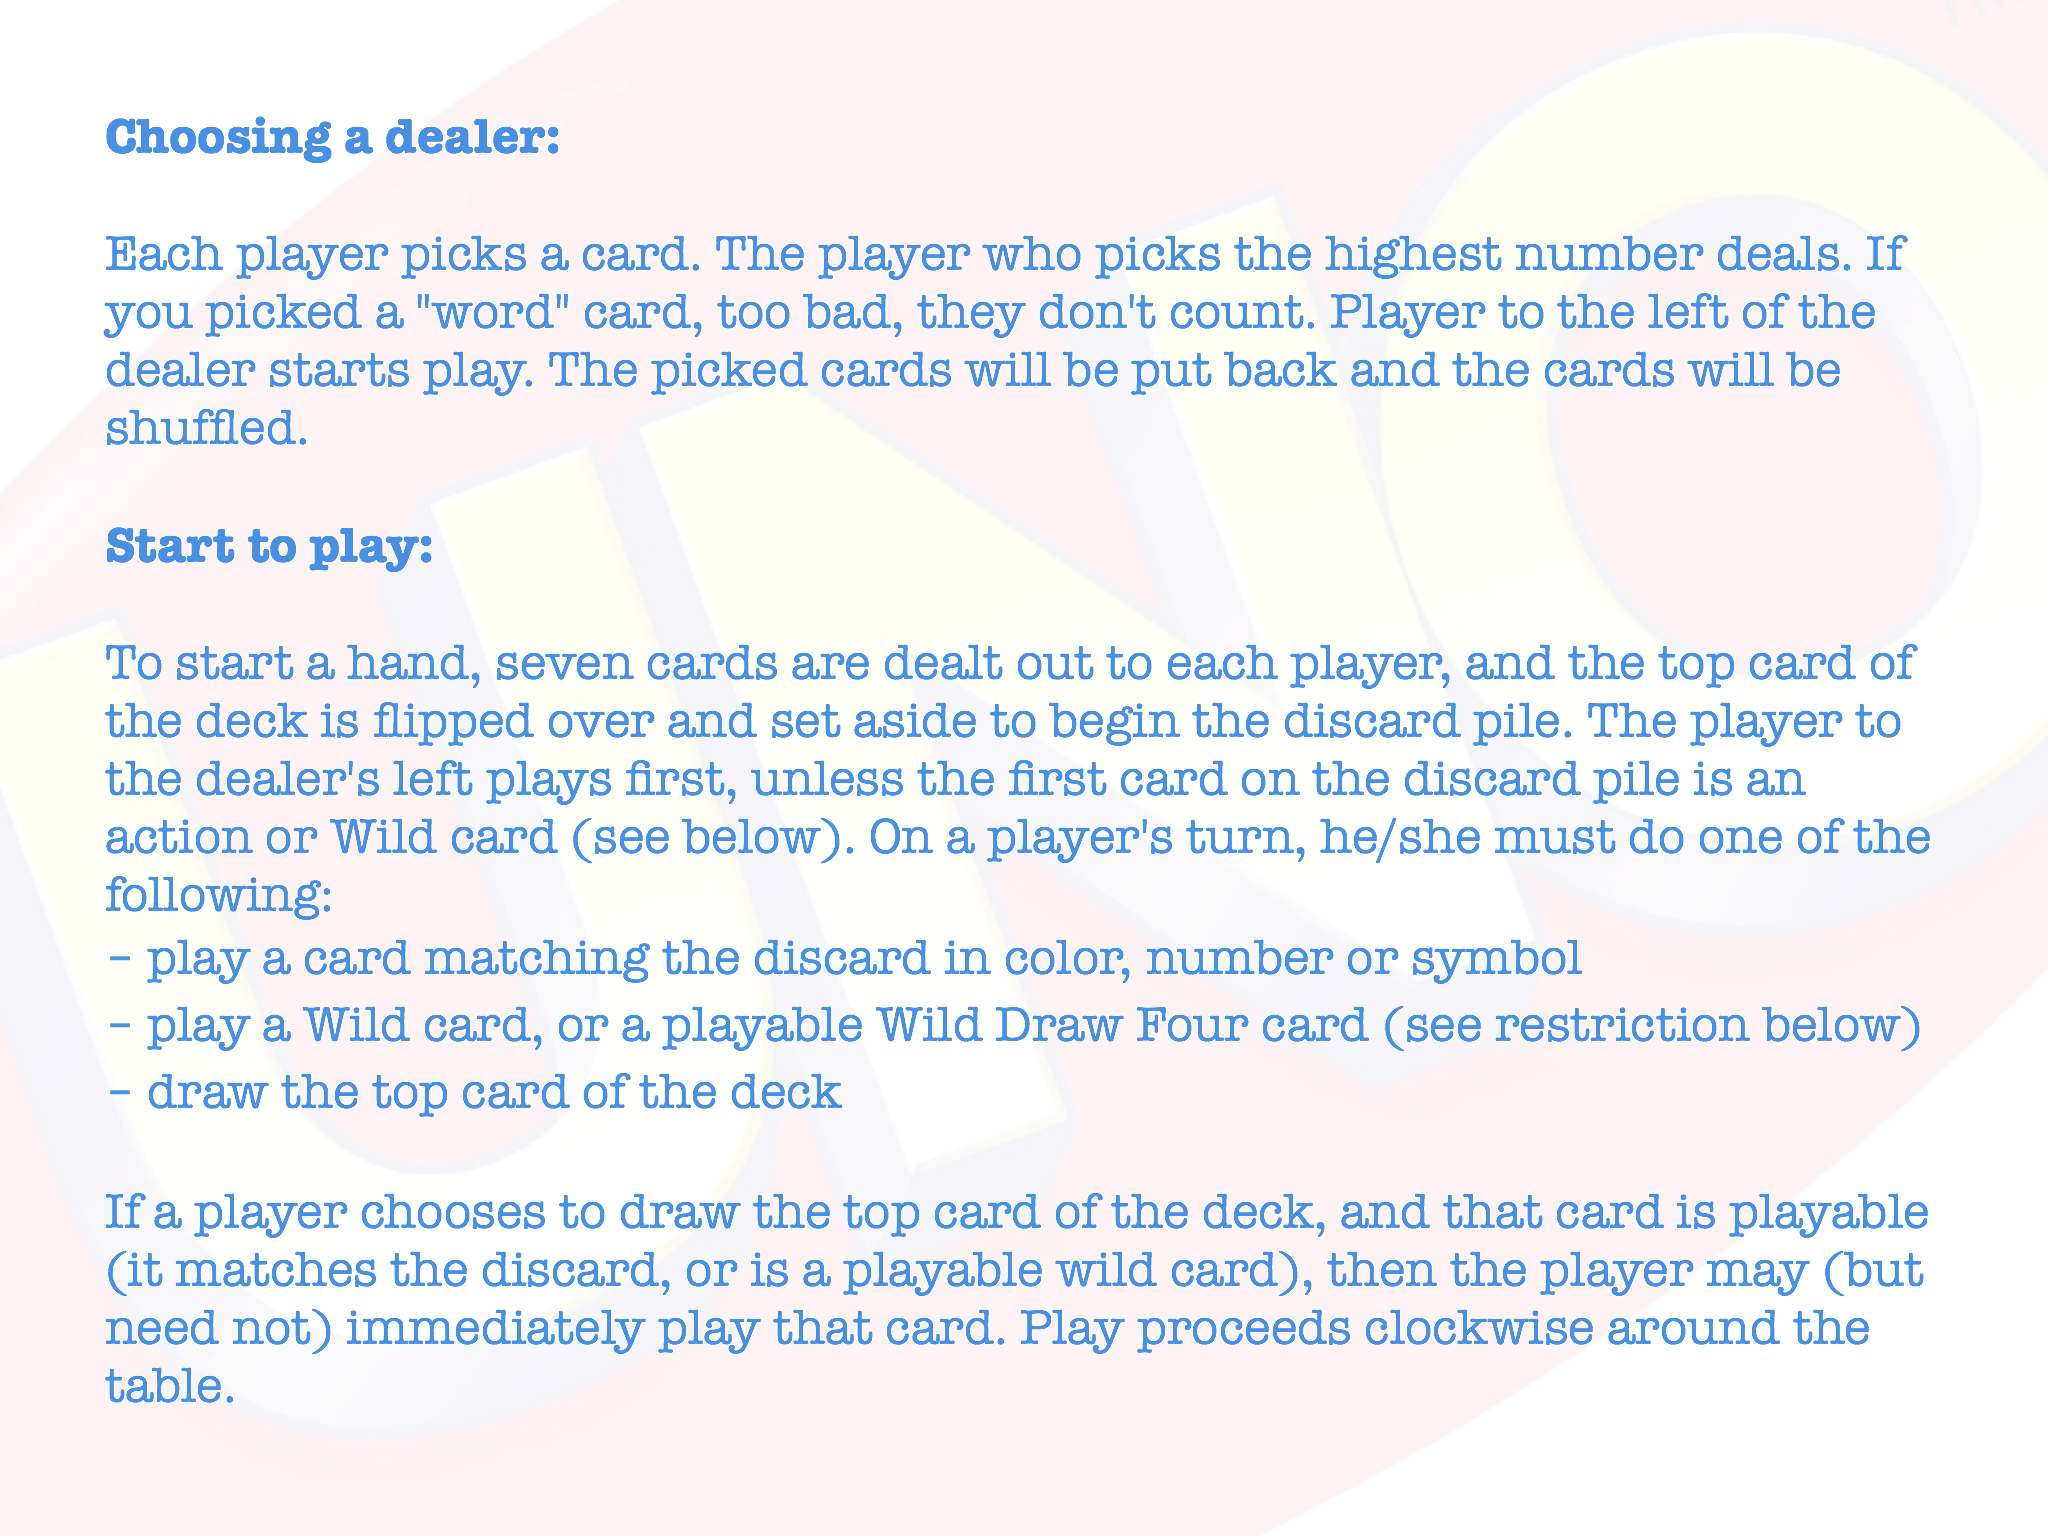 Choosing a dealer:
Each player picks a card. The player who picks the highest number deals. If
you picked a "word" card, too bad, they don't count. Player to the left of the
dealer starts play. The picked cards will be put back and the cards will be
shuffled.
Start to play:
To start a hand, seven cards are dealt out to each player, and the top card of
the deck is flipped over and set aside to begin the discard pile. The player to
the dealer's left plays first, unless the first card on the discard pile is an
action or Wild card (see below). On a player's turn, he/she must do one of the
following:
- play a card matching the discard in color, number or symbol
- play a Wild card, or a playable Wild Draw Four card (see restriction below)
- draw the top card of the deck
If a player chooses to draw the top card of the deck, and that card is playable
(it matches the discard, or is a playable wild card), then the player may (but
need not) immediately play that card. Play proceeds clockwise around the
table.
UNO